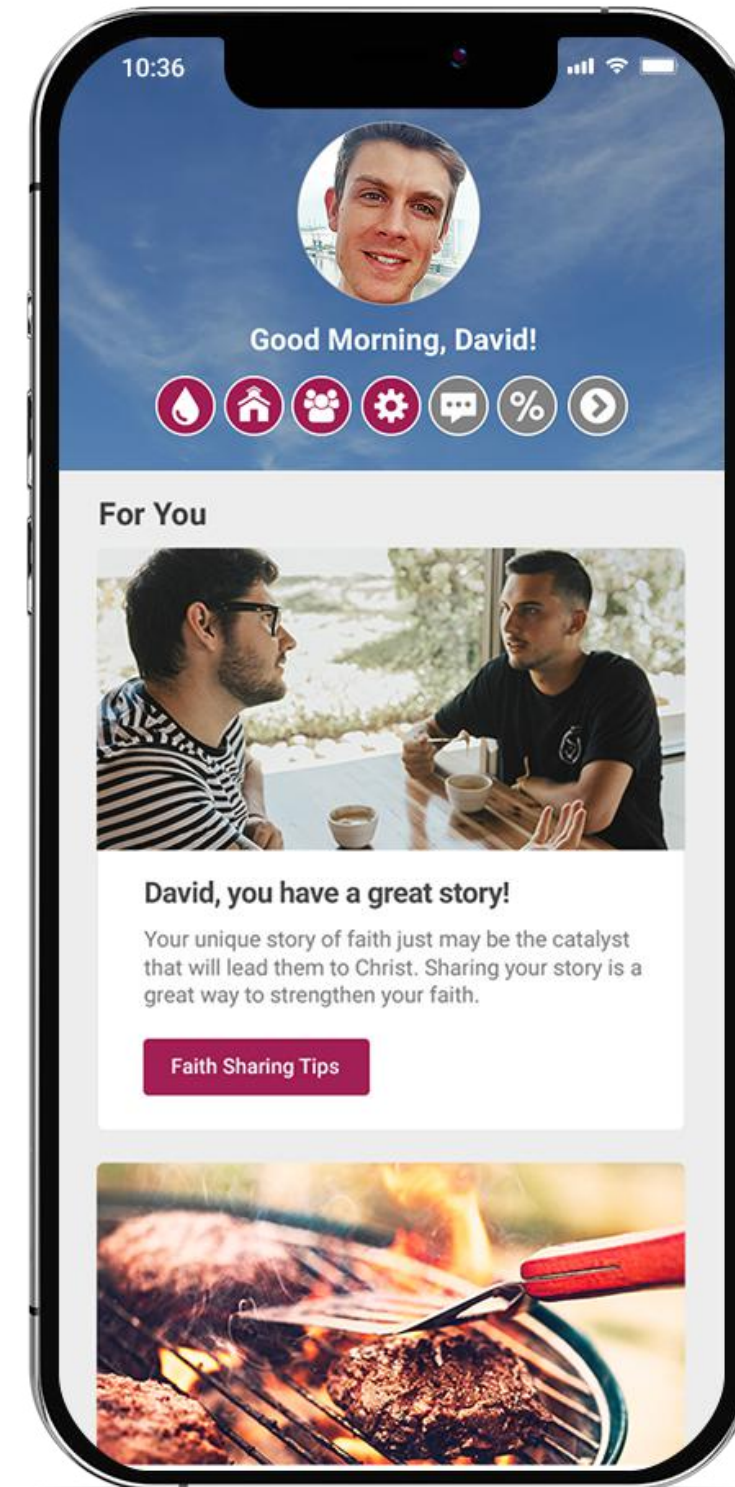 10:36
Good Morning, David!
%
For You
David, you have a great story!
Your unique story of faith just may be the catalyst
that will lead them to Christ. Sharing your story is a
great way to strengthen your faith.
Faith Sharing Tips